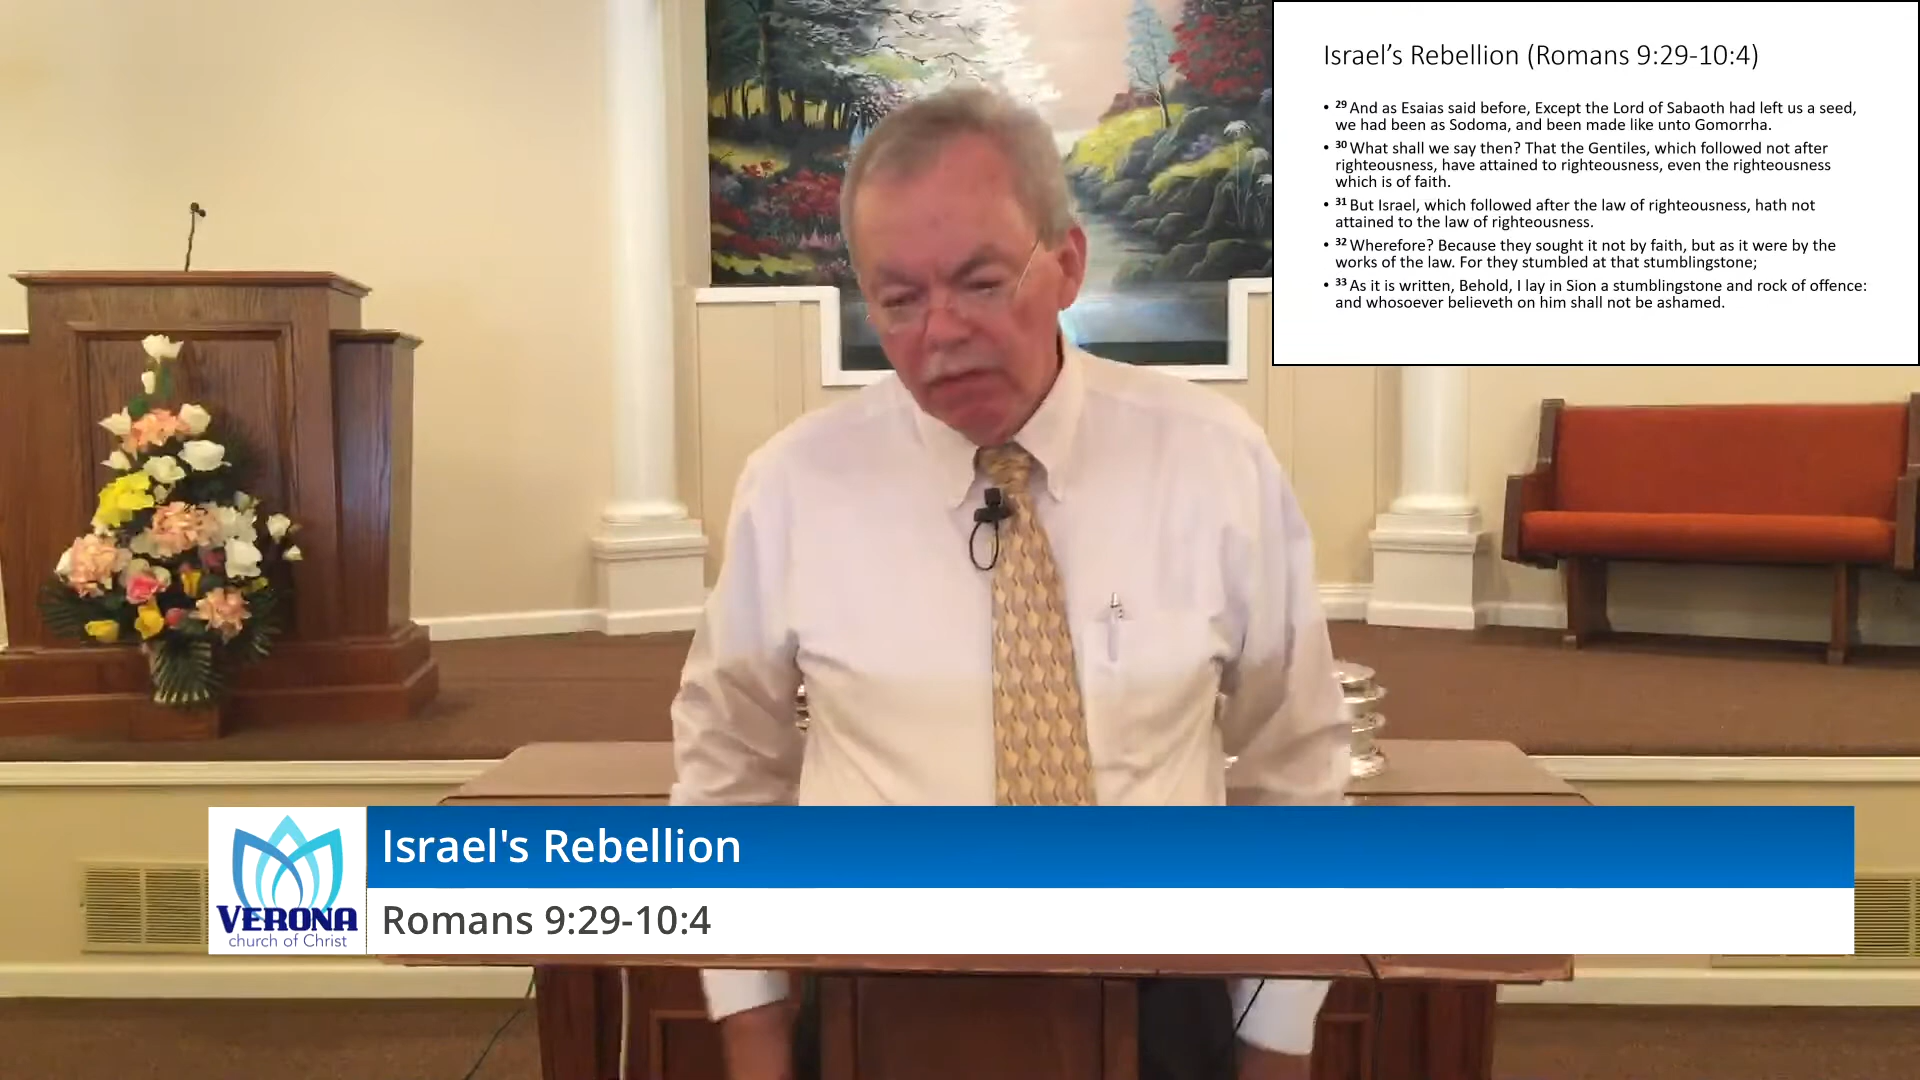 Israel’s Rebellion (Romans 9:29-10:4)
• 29 And as Esaias said before, Except the Lord of Sabaoth had left us a seed,
we had been as Sodoma, and been made like unto Gomorrha.
• 30 What shall we say then? That the Gentiles, which followed not after
righteousness, have attained to righteousness, even the righteousness
which is of faith.
• 31 But Israel, which followed after the law of righteousness, hath not
attained to the law of righteousness.
• 32 Wherefore? Because they sought it not by faith, but as it were by the
works of the law. For they stumbled at that stumblingstone;
• 33 As it is written, Behold, I lay in Sion a stumblingstone and rock of offence:
and whosoever believeth on him shall not be ashamed.
Israel's Rebellion
Romans 9:29-10:4
VERONA
church of Christ